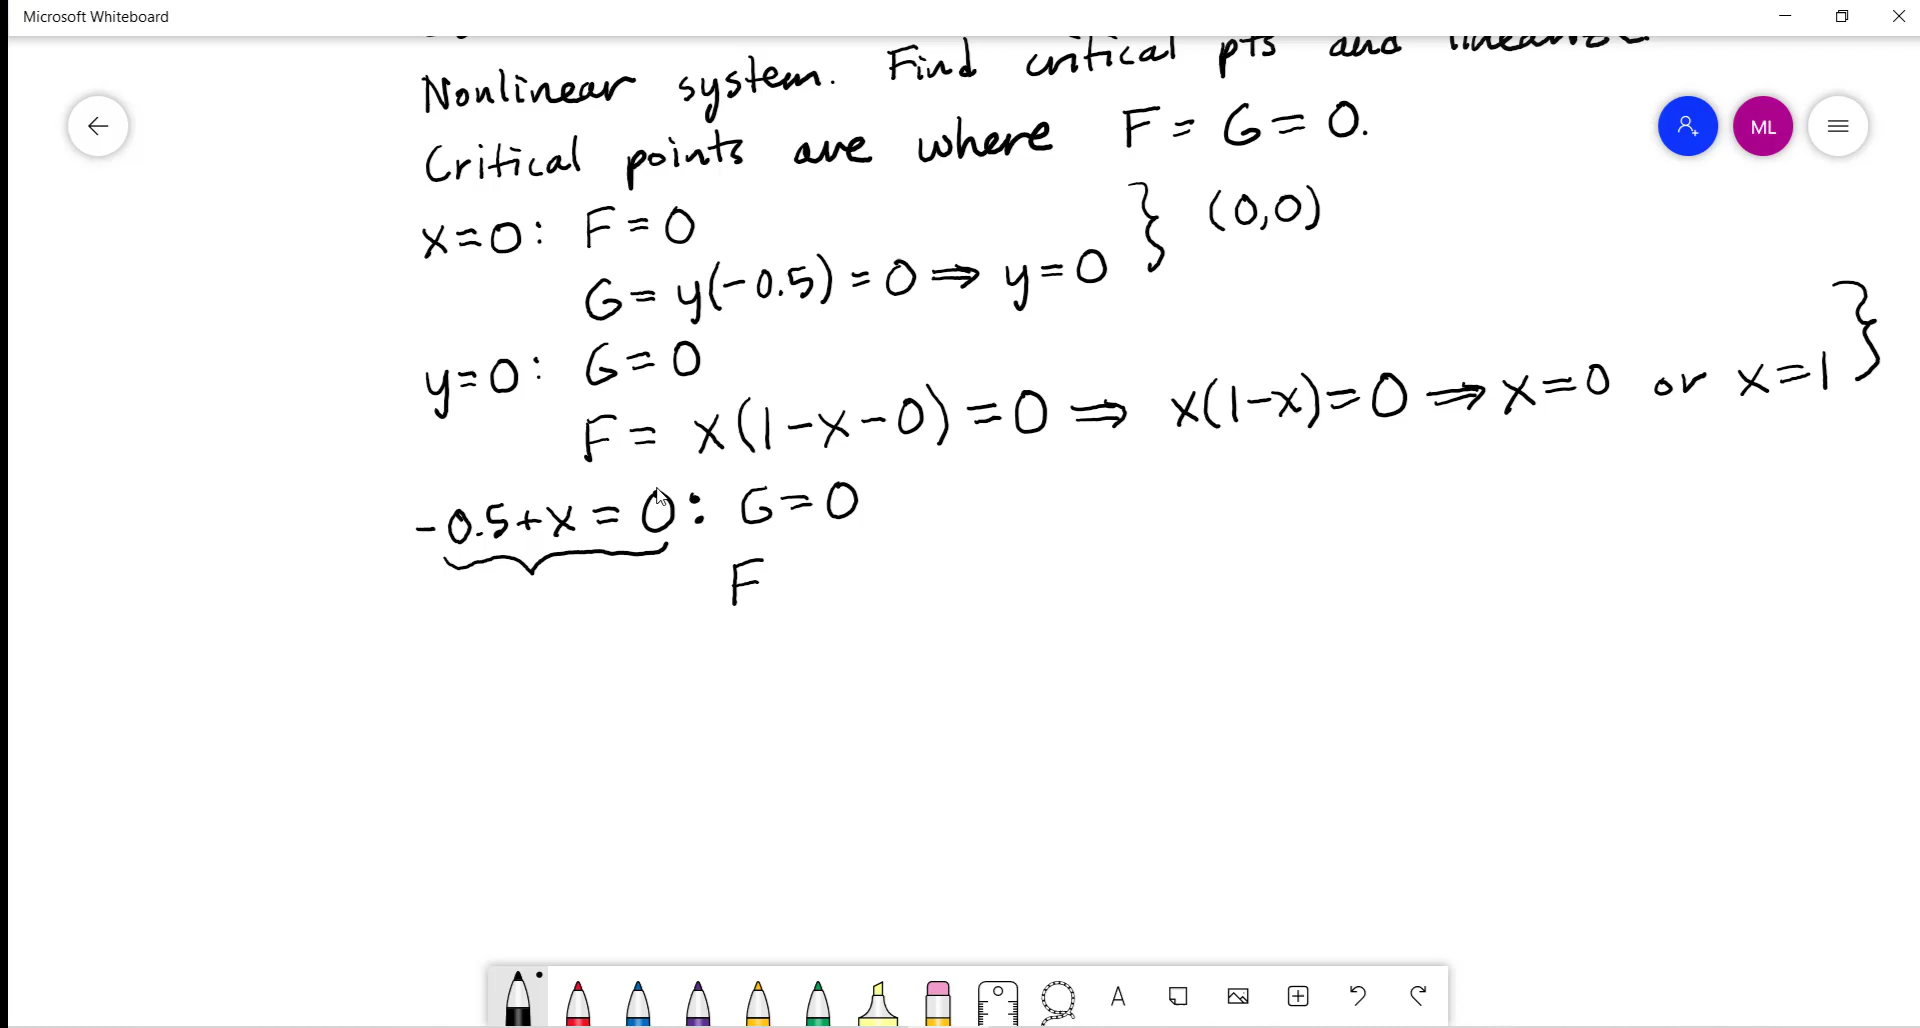 Microsoft Whiteboard
Nonlinear system. Find critical pts and linearize
Critical points are where F = G = 0.
ML
x=0: F = 0
G = y(-0.5) = 0 ⇒ y = 0 } (0,0)
y=0: G = 0
F = x(1-x-0) = 0 ⇒ x(1-x) = 0 ⇒ x = 0 or x = 1 }
-0.5+x = 0: G = 0
F
A